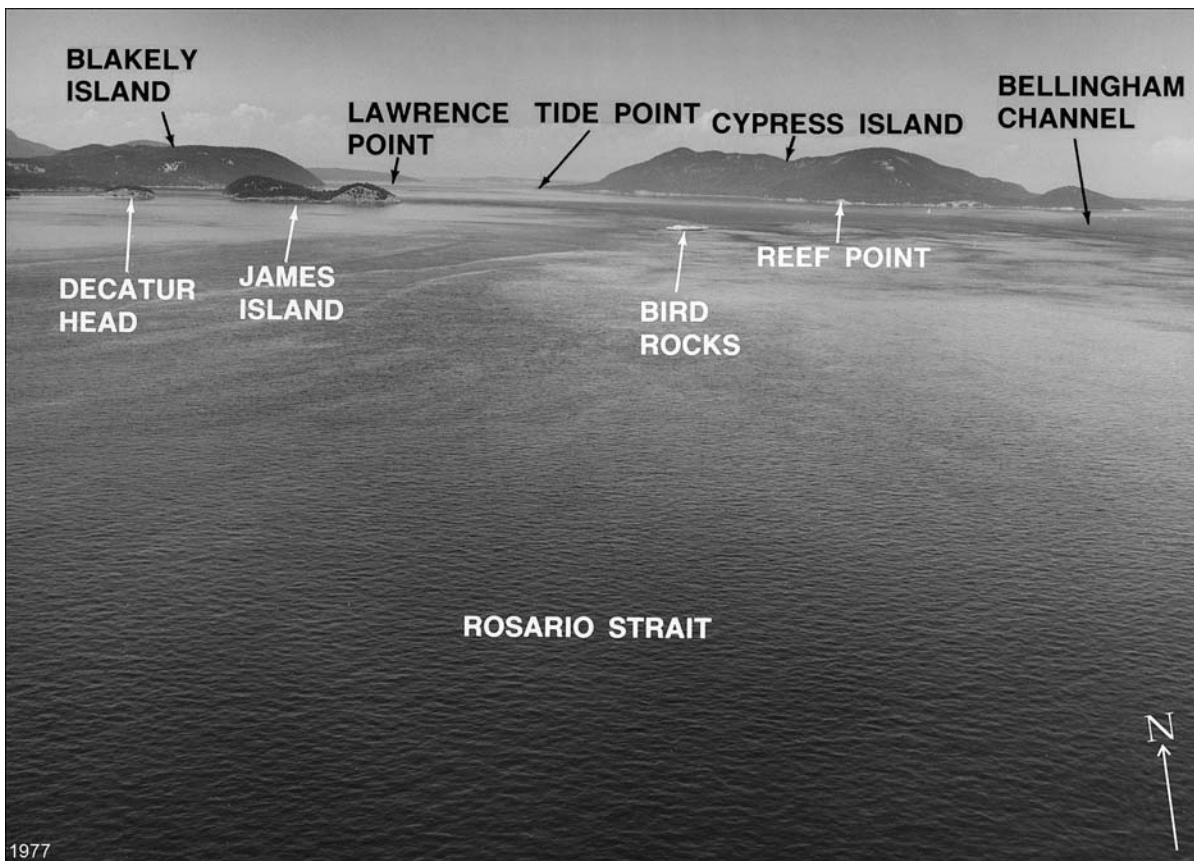 BLAKELY
ISLAND
LAWRENCE
POINT
TIDE POINT
CYPRESS ISLAND
BELLINGHAM
CHANNEL
DECATUR
HEAD
JAMES
ISLAND
BIRD
ROCKS
REEF POINT
ROSARIO STRAIT
N
1977